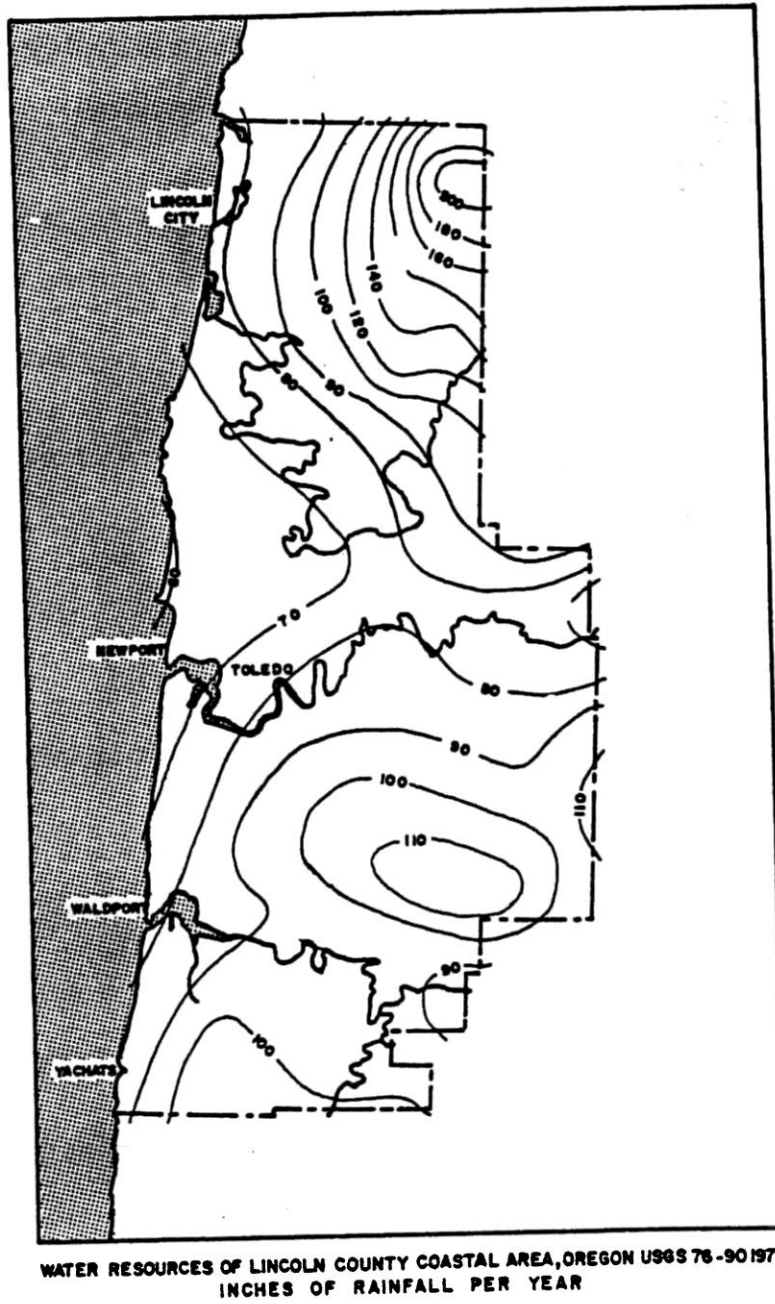 LINCOLN
CITY
200
180
160
140
100
120
80
90
60
70
NEWPORT
TOLEDO
80
90
100
110
110
WALDPORT
90
100
YACHATS
WATER RESOURCES OF LINCOLN COUNTY COASTAL AREA, OREGON USGS 76-90 197
INCHES OF RAINFALL PER YEAR